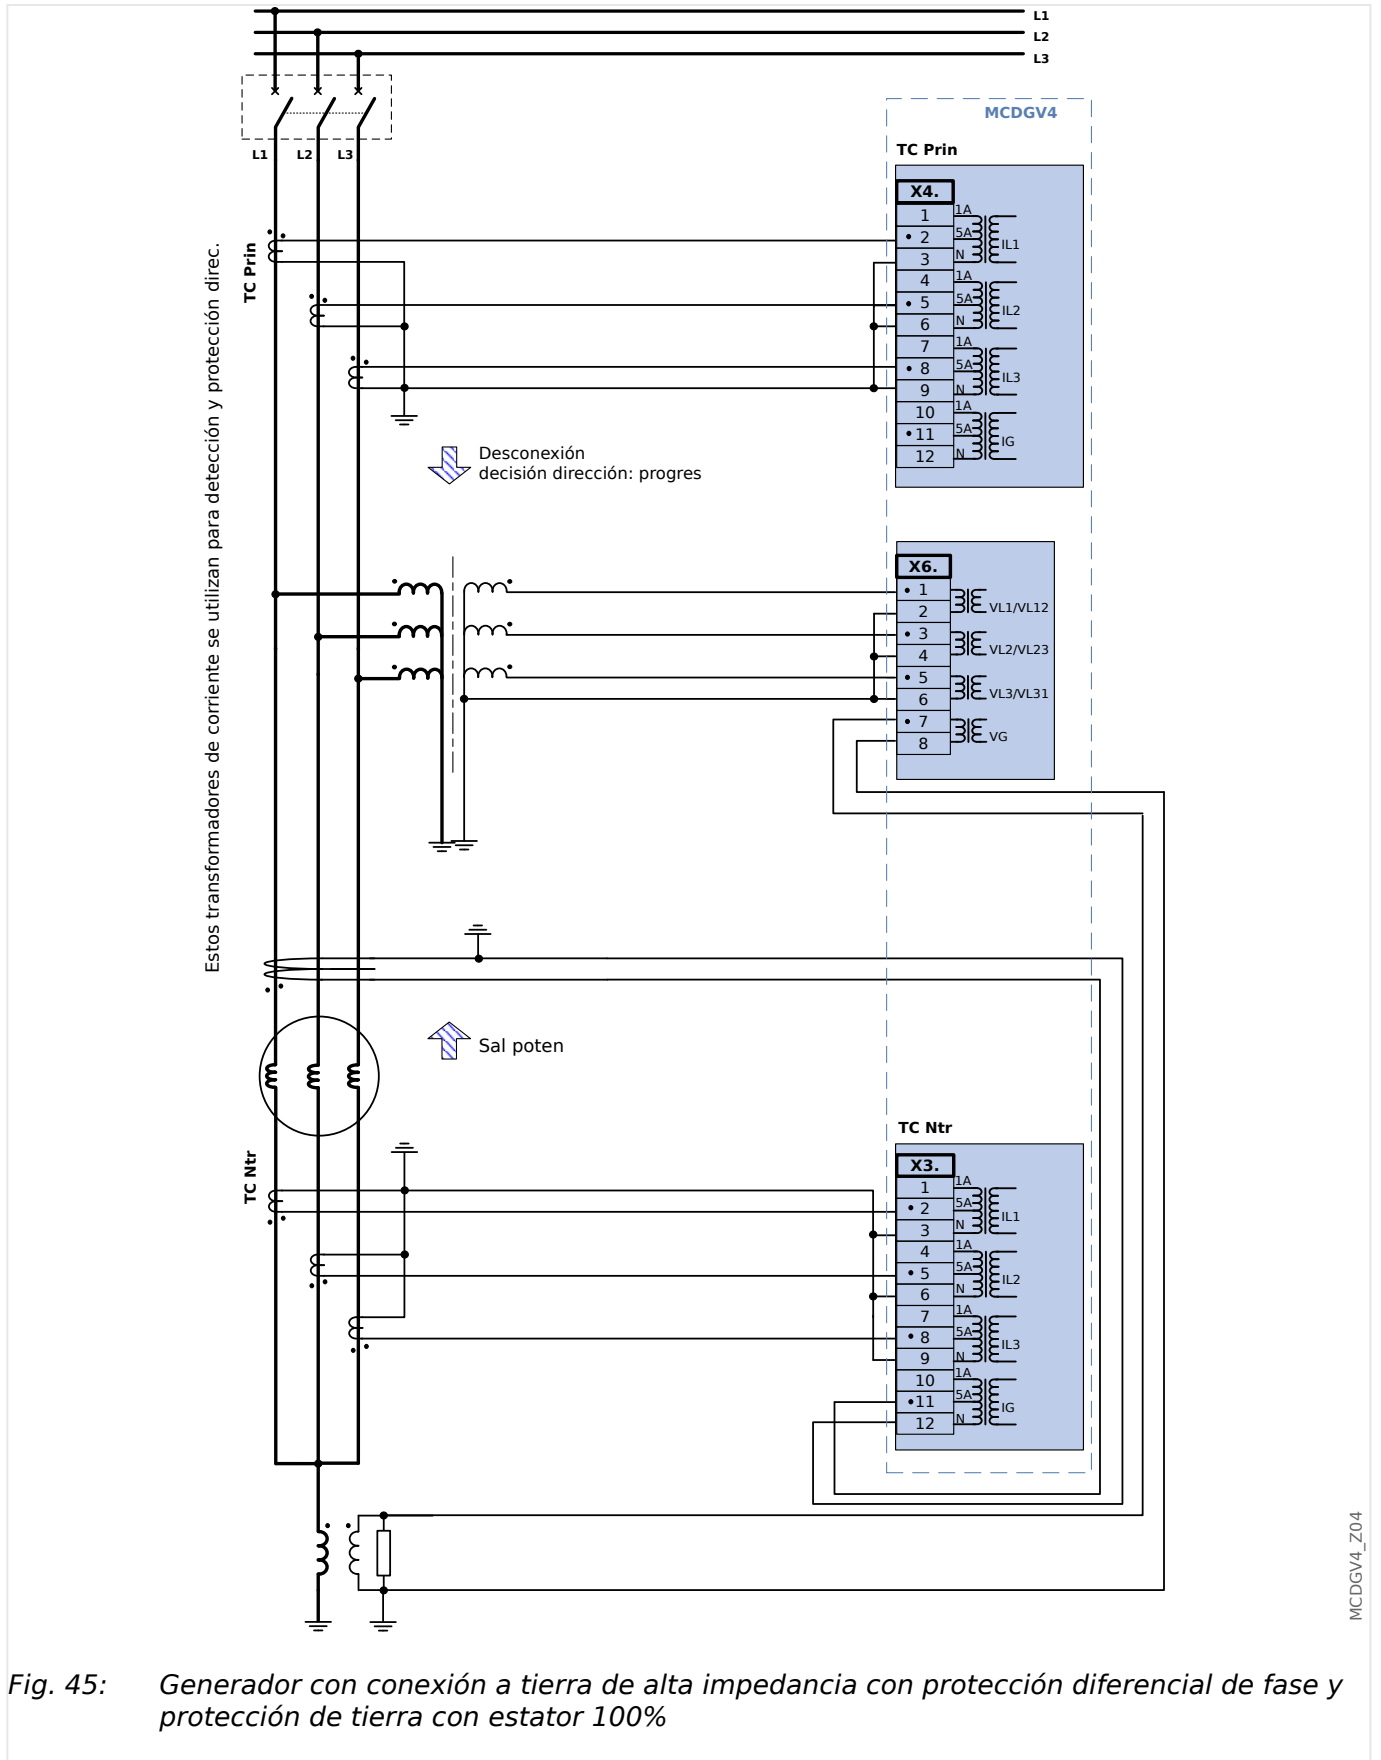 L1
L2
L3
L1
L2
L3
MCDGV4
TC Prin
X4.
1
1A
2
5A
IL1
3
N
4
1A
5
5A
IL2
6
N
7
1A
8
5A
IL3
9
N
10
1A
11
5A
IG
12
N
TC Prin
Estos transformadores de corriente se utilizan para detección y protección direc.
Desconexión
decisión dirección: progres
X6.
1
VL1/VL12
2
3
VL2/VL23
4
5
VL3/VL31
6
7
VG
8
Sal poten
TC Ntr
TC Ntr
X3.
1
1A
2
5A
IL1
3
N
4
1A
5
5A
IL2
6
N
7
1A
8
5A
IL3
9
N
10
1A
11
5A
IG
12
N
MCDGV4_Z04
Fig. 45: Generador con conexión a tierra de alta impedancia con protección diferencial de fase y
protección de tierra con estator 100%